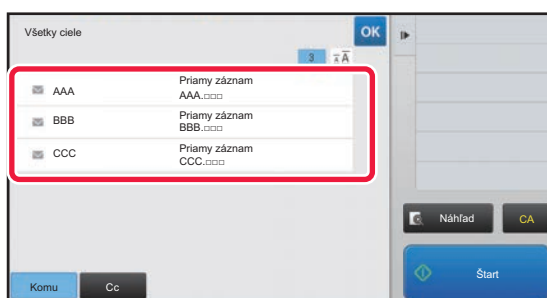 Všetky ciele
OK
3
AAA
Priamy záznam
AAA.□□□
BBB
Priamy záznam
BBB.□□□
CCC
Priamy záznam
CCC.□□□
Náhľad
CA
Štart
Komu
Cc